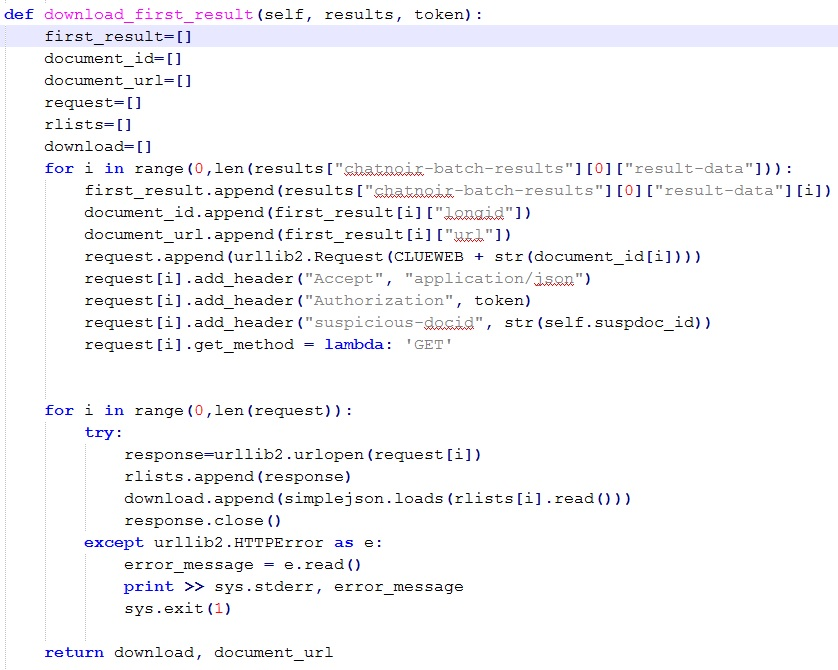 def download_first_result(self, results, token):
    first_result=[]
    document_id=[]
    document_url=[]
    request=[]
    rlists=[]
    download=[]
    for i in range(0,len(results["chatnoir-batch-results"][0]["result-data"])):
        first_result.append(results["chatnoir-batch-results"][0]["result-data"][i])
        document_id.append(first_result[i]["longid"])
        document_url.append(first_result[i]["url"])
        request.append(urllib2.Request(CLUEWEB + str(document_id[i])))
        request[i].add_header("Accept", "application/json")
        request[i].add_header("Authorization", token)
        request[i].add_header("suspicious-docid", str(self.suspdoc_id))
        request[i].get_method = lambda: 'GET'
    for i in range(0,len(request)):
        try:
            response=urllib2.urlopen(request[i])
            rlists.append(response)
            download.append(simplejson.loads(rlists[i].read()))
            response.close()
        except urllib2.HTTPError as e:
            error_message = e.read()
            print >> sys.stderr, error_message
            sys.exit(1)
    return download, document_url